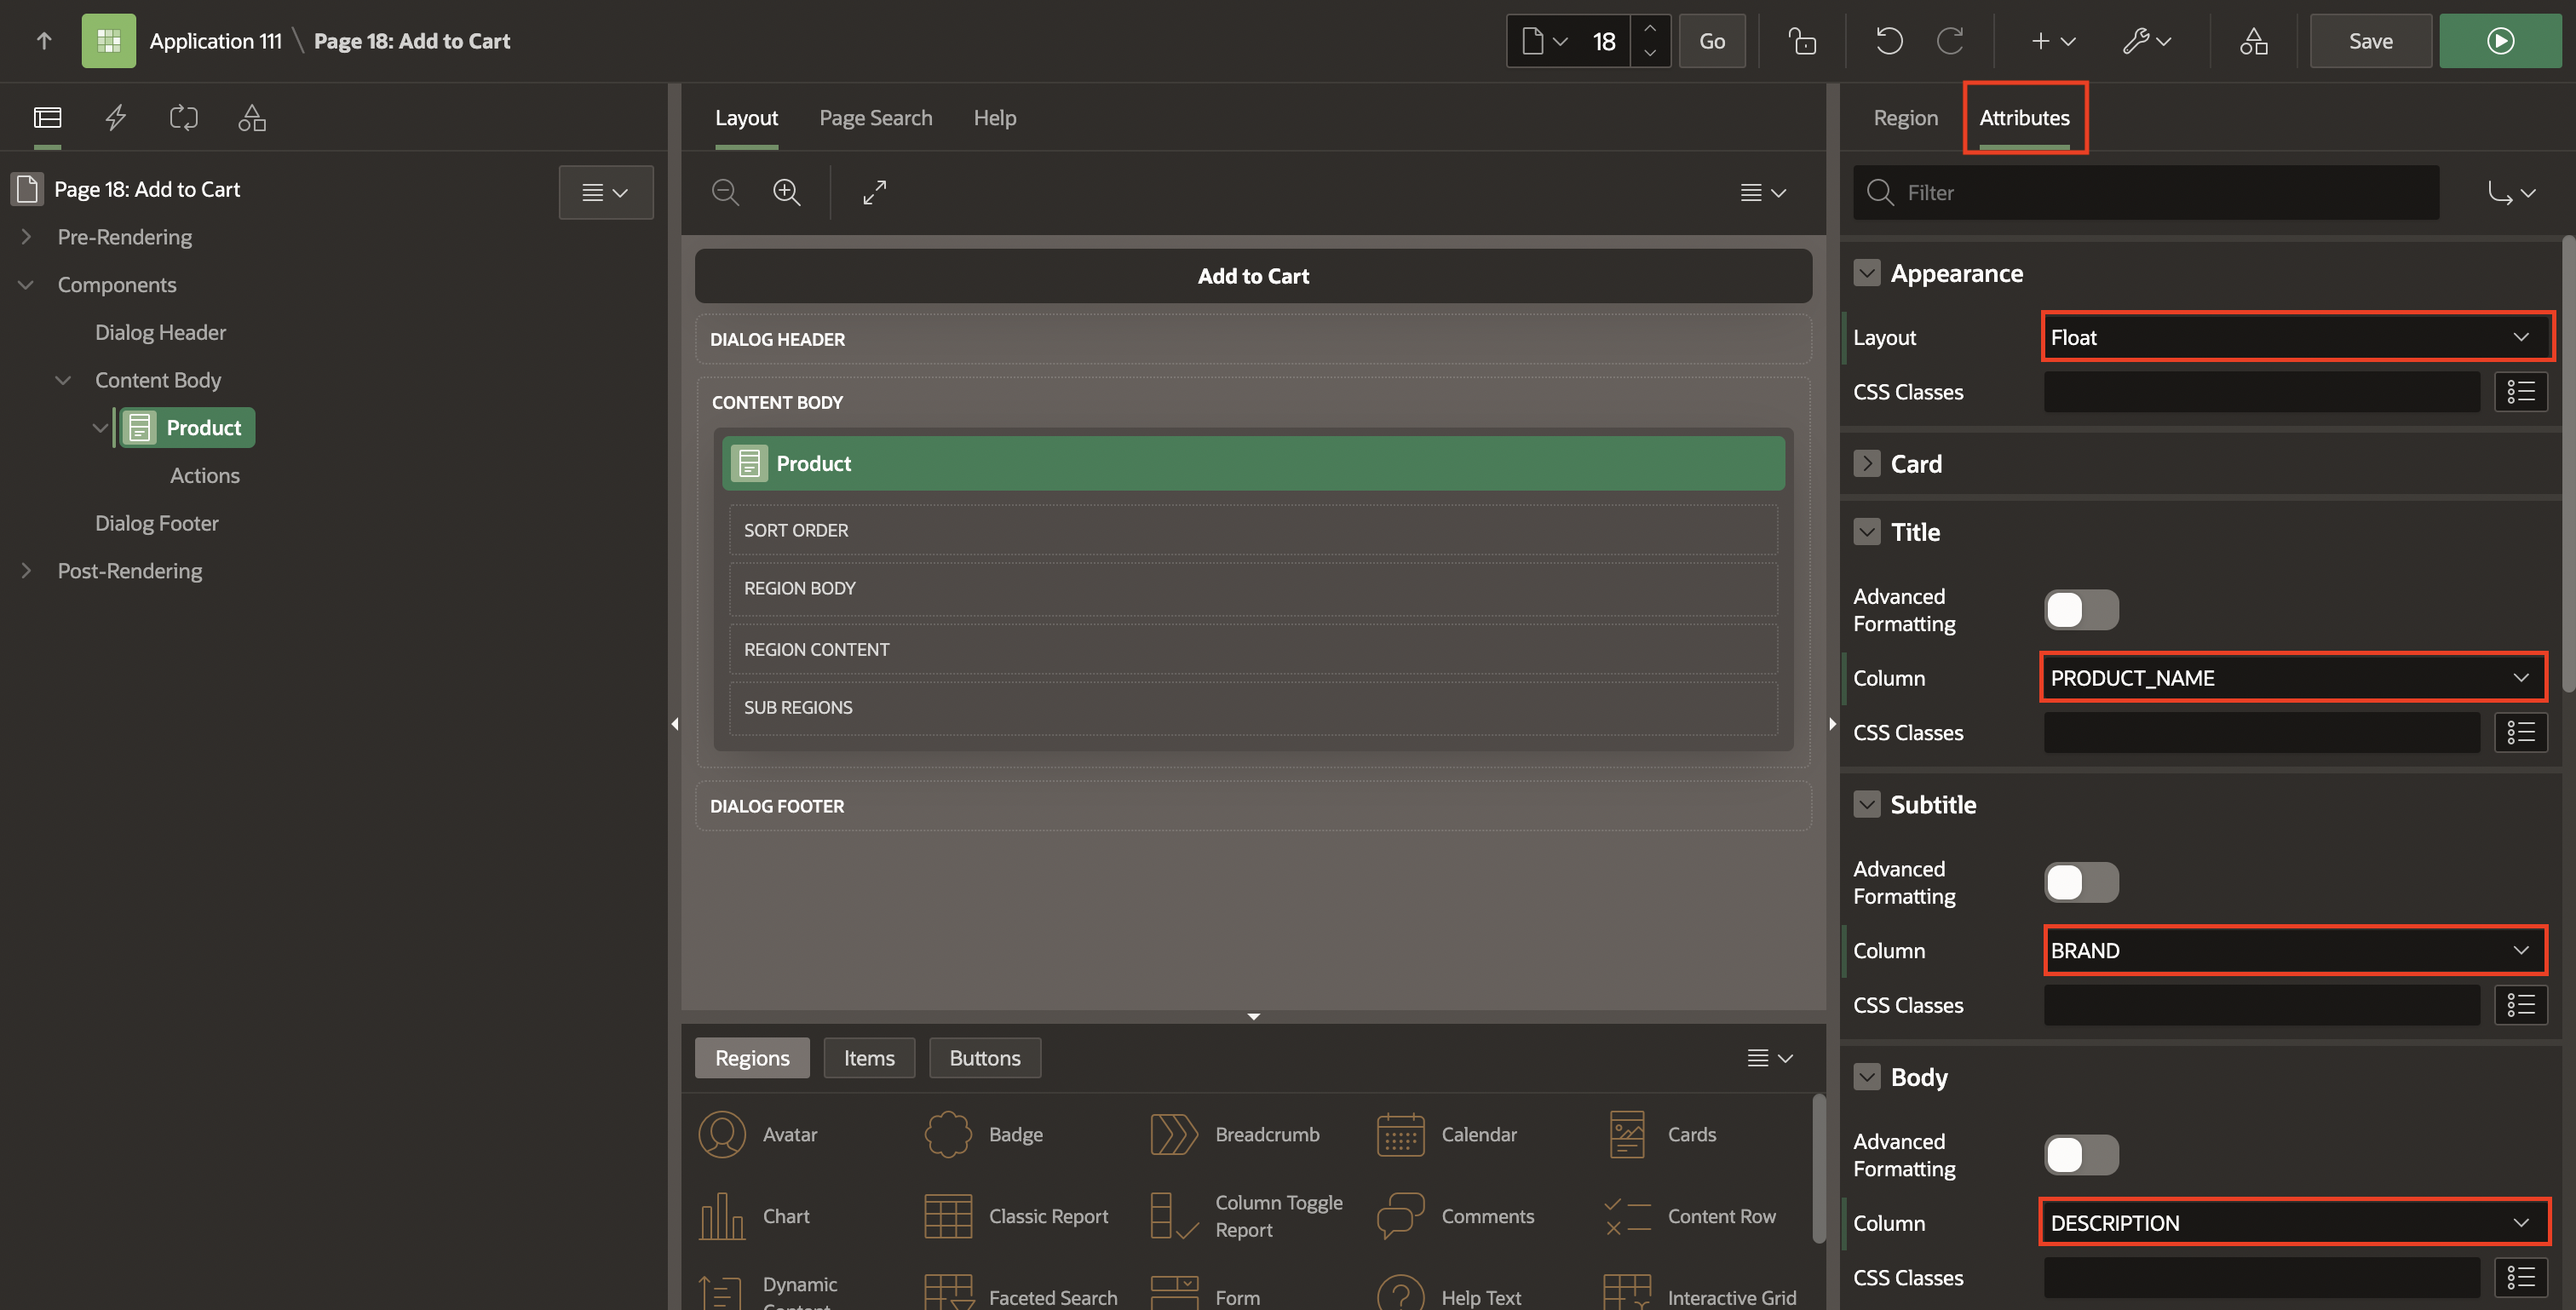 Application 111 \ Page 18: Add to Cart
18
Go
Save
Page 18: Add to Cart
Pre-Rendering
Components
Dialog Header
Content Body
Product
Actions
Dialog Footer
Post-Rendering
Layout Page Search Help
Add to Cart
DIALOG HEADER
CONTENT BODY
Product
SORT ORDER
REGION BODY
REGION CONTENT
SUB REGIONS
DIALOG FOOTER
Regions Items Buttons
Avatar Badge Breadcrumb Calendar Cards
Chart Classic Report Column Toggle Comments Content Row
Report
Dynamic
Faceted Search Form Help Text Interactive Grid
Region Attributes
Filter
Appearance
Layout Float
CSS Classes
Card
Title
Advanced
Formatting
Column PRODUCT_NAME
CSS Classes
Subtitle
Advanced
Formatting
Column BRAND
CSS Classes
Body
Advanced
Formatting
Column DESCRIPTION
CSS Classes